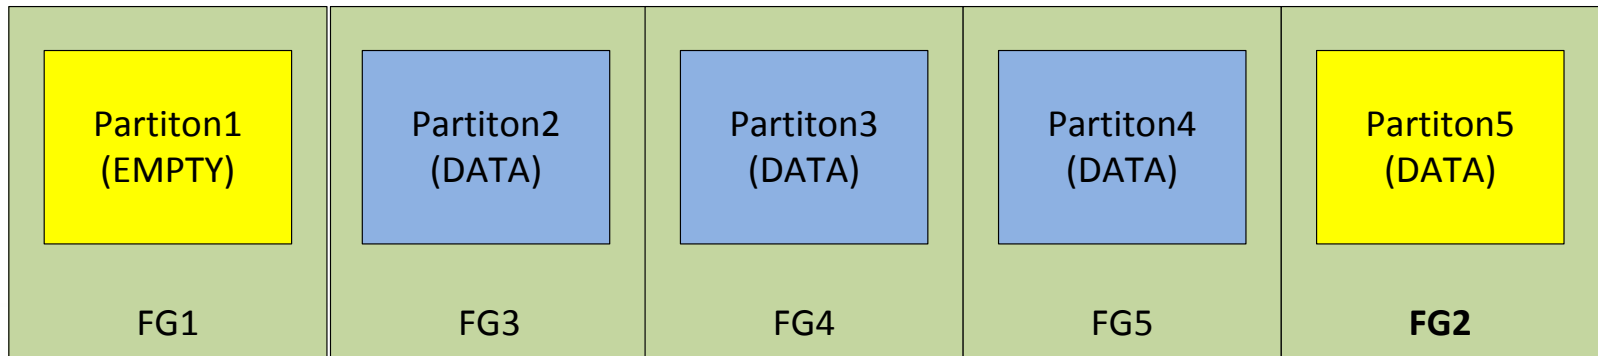 Partiton1
(EMPTY)
FG1
Partiton2
(DATA)
FG3
Partiton3
(DATA)
FG4
Partiton4
(DATA)
FG5
Partiton5
(DATA)
FG2